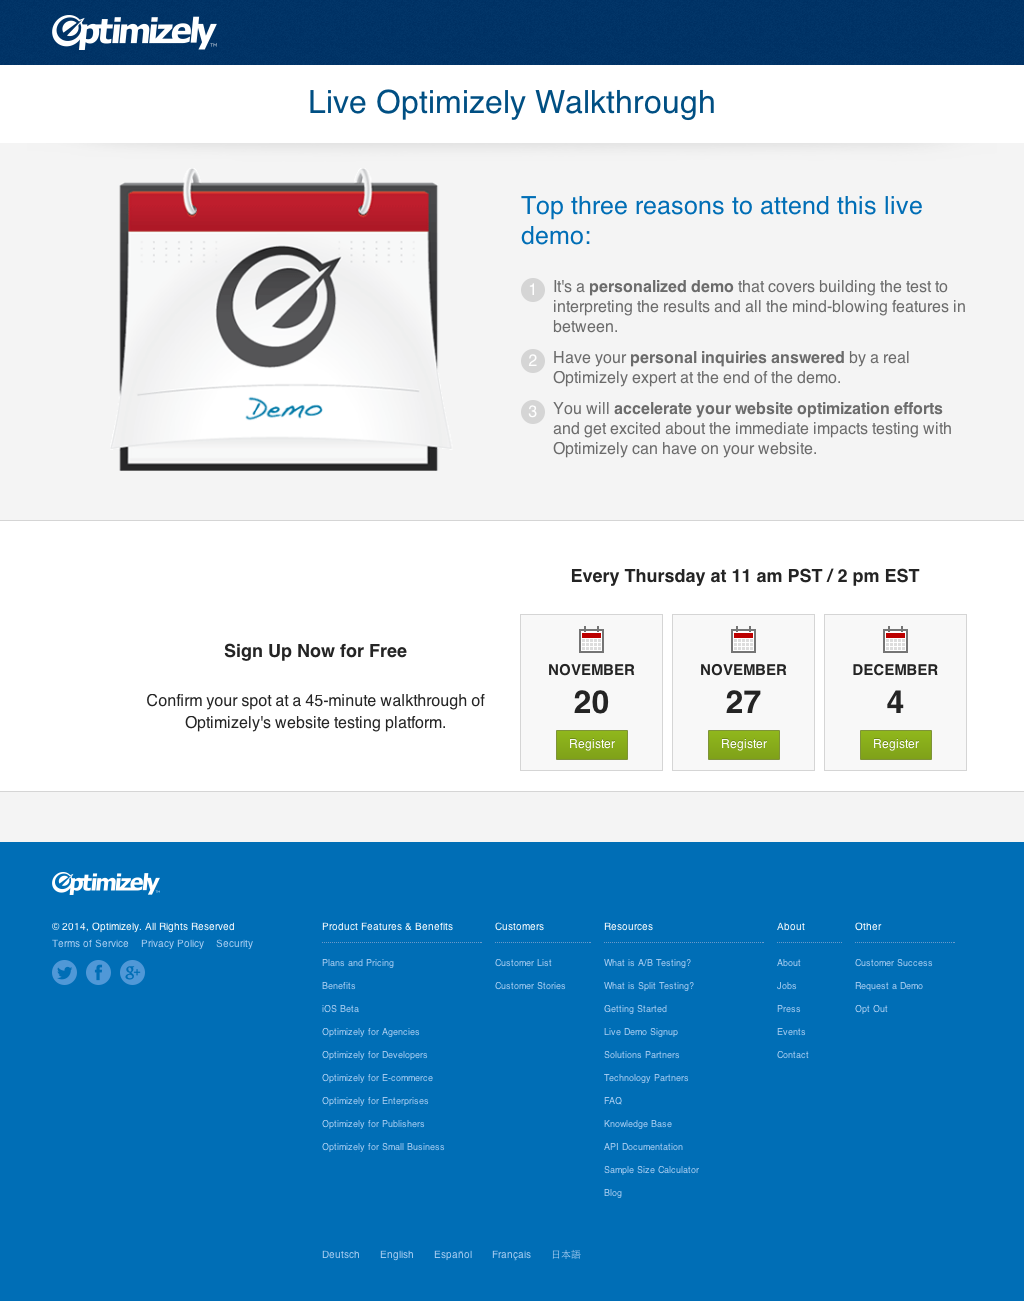 Optimizely™
Live Optimizely Walkthrough
Demo
Top three reasons to attend this live
demo:
1 It's a personalized demo that covers building the test to
interpreting the results and all the mind-blowing features in
between.
2 Have your personal inquiries answered by a real
Optimizely expert at the end of the demo.
3 You will accelerate your website optimization efforts
and get excited about the immediate impacts testing with
Optimizely can have on your website.
Sign Up Now for Free
Confirm your spot at a 45-minute walkthrough of
Optimizely's website testing platform.
Every Thursday at 11 am PST / 2 pm EST
NOVEMBER
20
Register
NOVEMBER
27
Register
DECEMBER
4
Register
Optimizely
© 2014, Optimizely. All Rights Reserved
Terms of Service Privacy Policy Security
Product Features & Benefits
Plans and Pricing
Benefits
iOS Beta
Optimizely for Agencies
Optimizely for Developers
Optimizely for E-commerce
Optimizely for Enterprises
Optimizely for Publishers
Optimizely for Small Business
Customers
Customer List
Customer Stories
Resources
What is A/B Testing?
What is Split Testing?
Getting Started
Live Demo Signup
Solutions Partners
Technology Partners
FAQ
Knowledge Base
API Documentation
Sample Size Calculator
Blog
About
About
Jobs
Press
Events
Contact
Other
Customer Success
Request a Demo
Opt Out
Deutsch English Español Français 日本語